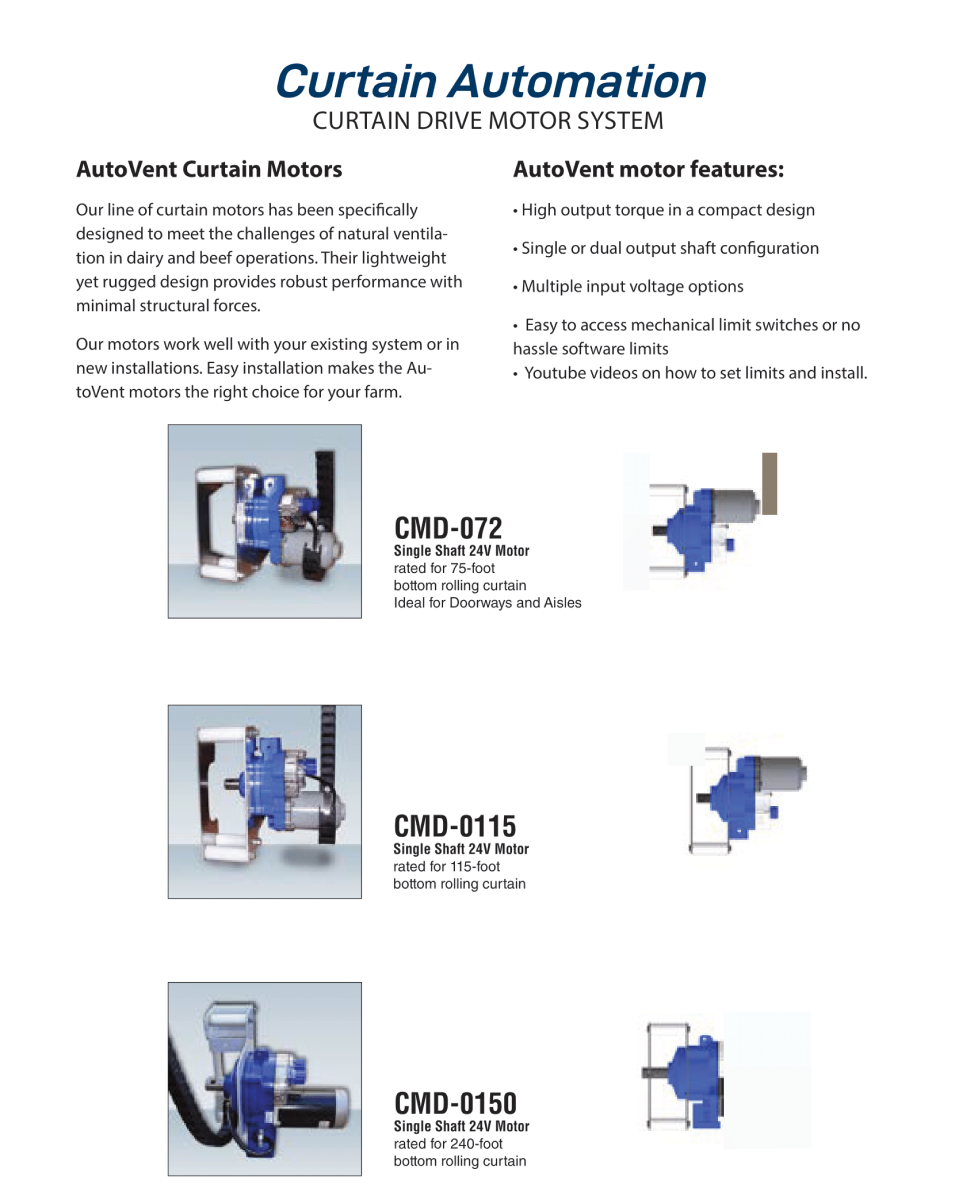 Curtain Automation
CURTAIN DRIVE MOTOR SYSTEM
AutoVent Curtain Motors
Our line of curtain motors has been specifically
designed to meet the challenges of natural ventila-
tion in dairy and beef operations. Their lightweight
yet rugged design provides robust performance with
minimal structural forces.
Our motors work well with your existing system or in
new installations. Easy installation makes the Au-
toVent motors the right choice for your farm.
AutoVent motor features:
• High output torque in a compact design
• Single or dual output shaft configuration
• Multiple input voltage options
• Easy to access mechanical limit switches or no
hassle software limits
• Youtube videos on how to set limits and install.
CMD-072
Single Shaft 24V Motor
rated for 75-foot
bottom rolling curtain
Ideal for Doorways and Aisles
CMD-0115
Single Shaft 24V Motor
rated for 115-foot
bottom rolling curtain
CMD-0150
Single Shaft 24V Motor
rated for 240-foot
bottom rolling curtain